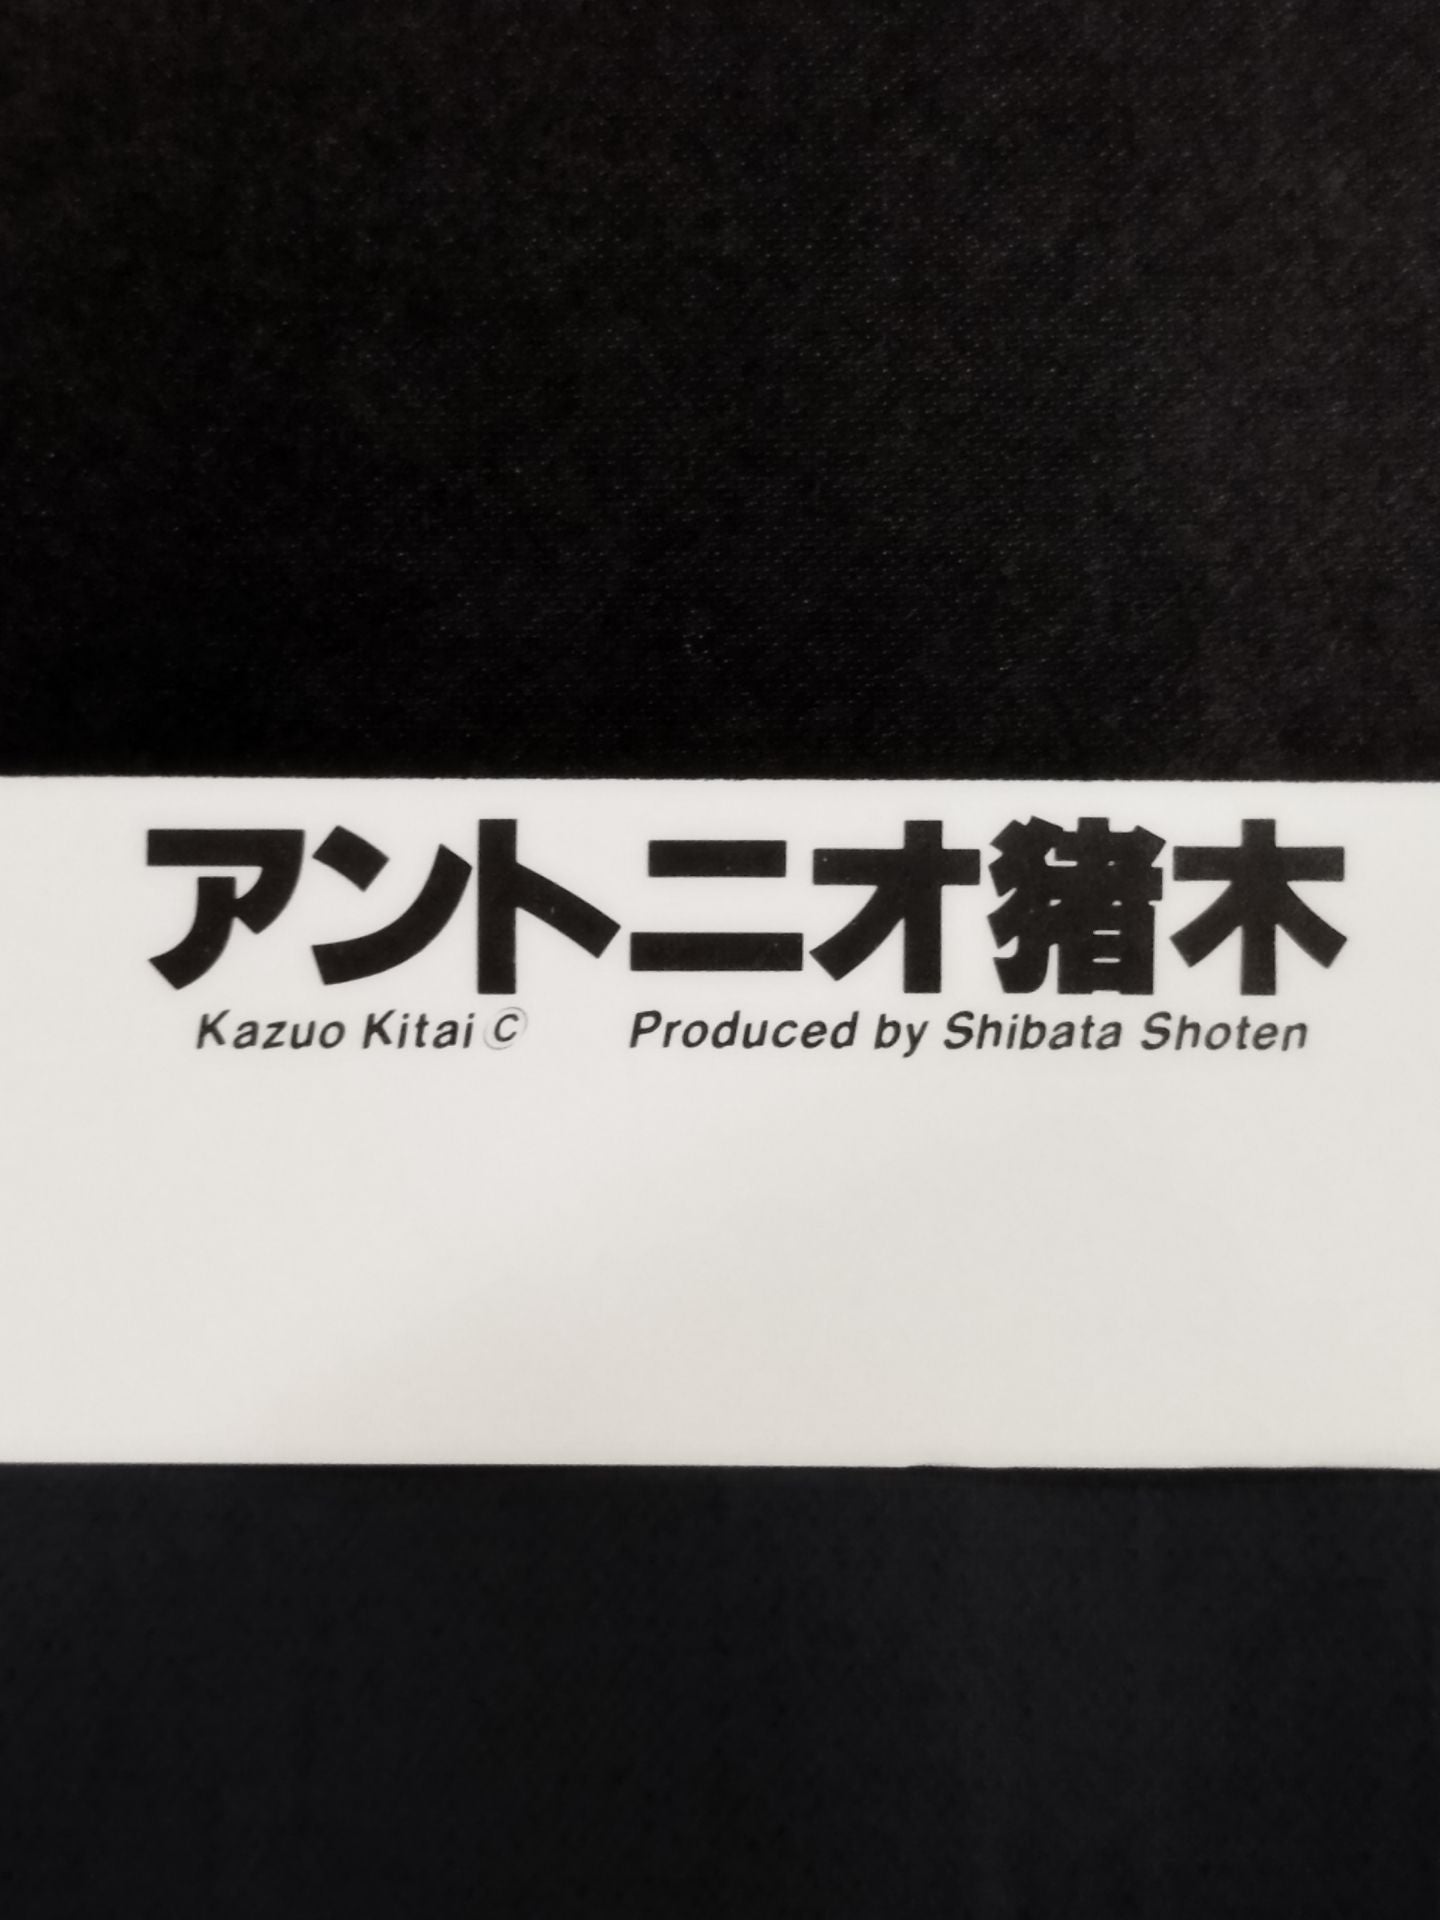 アントニオ猪木
Kazuo Kitai © Produced by Shibata Shoten